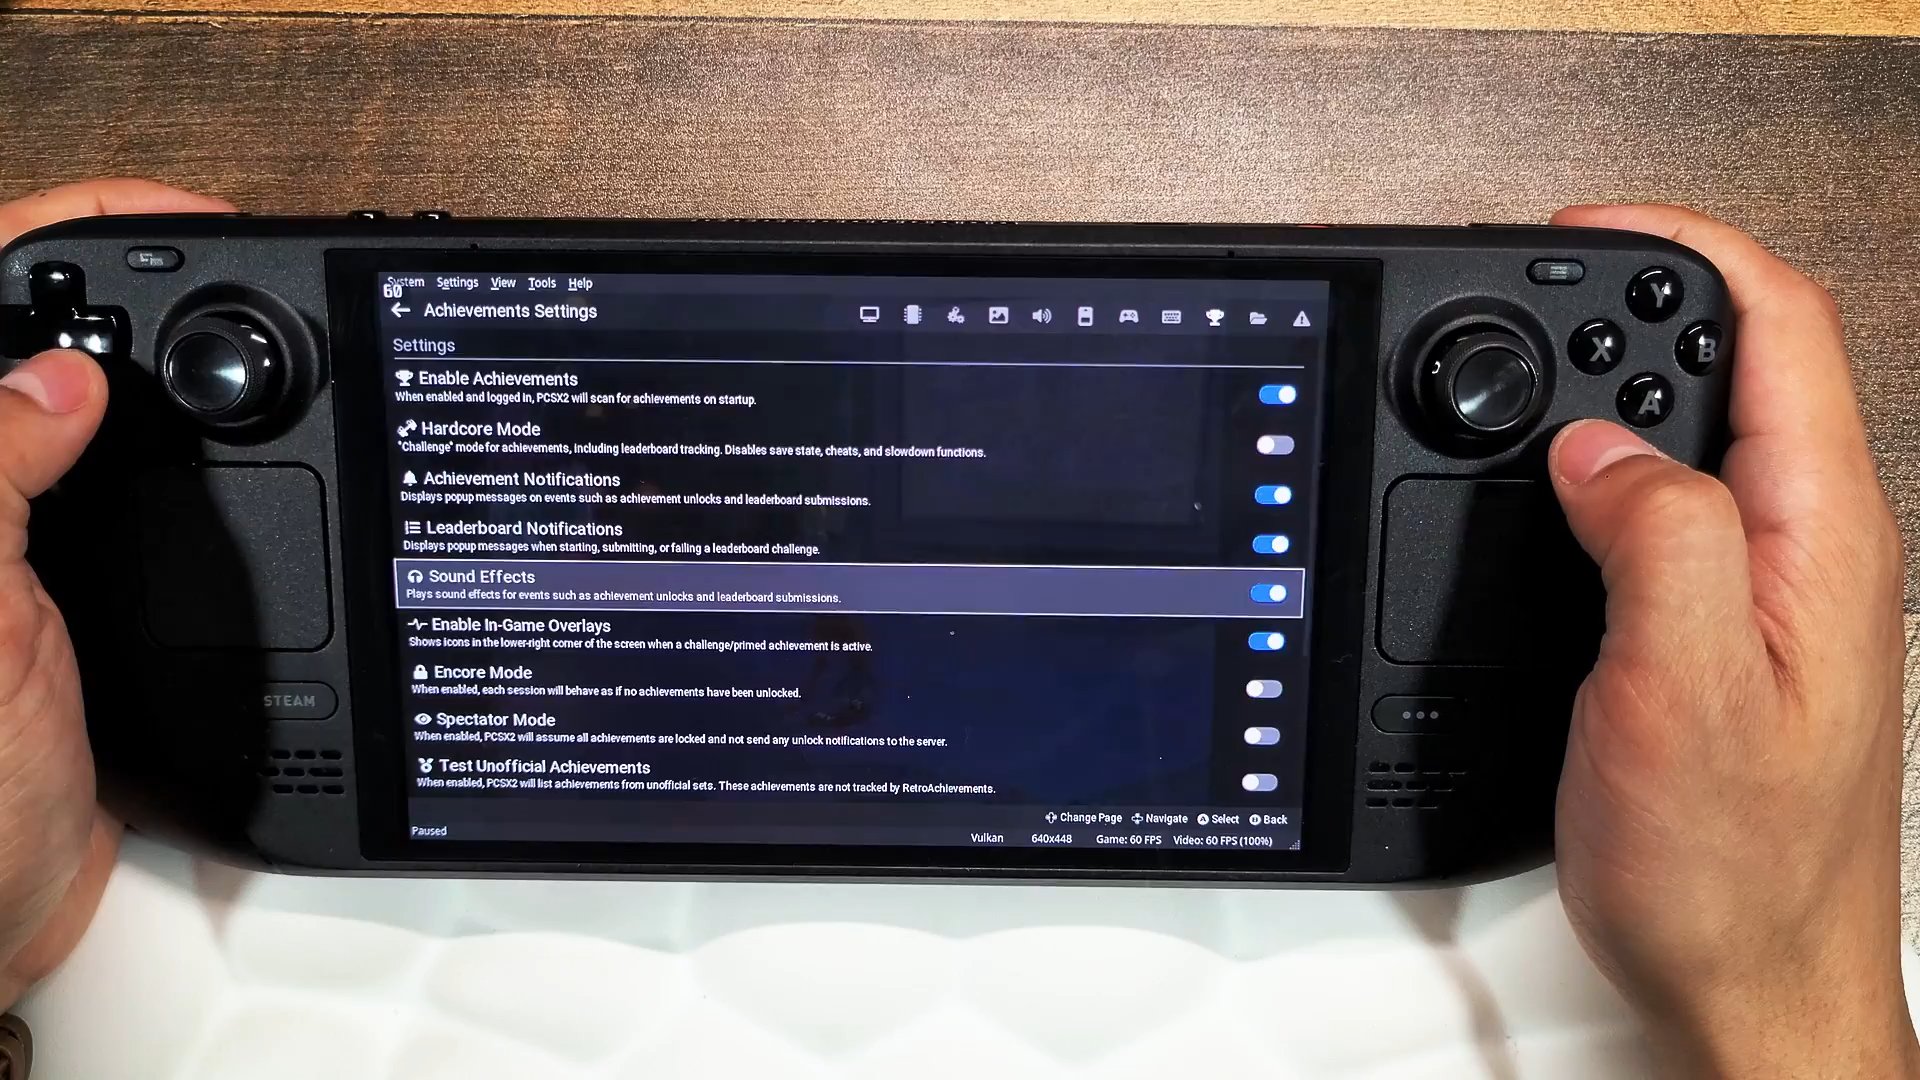 System Settings View Tools Help
60
Achievements Settings
Settings
Enable Achievements
When enabled and logged in, PCSX2 will scan for achievements on startup.
Hardcore Mode
"Challenge" mode for achievements, including leaderboard tracking. Disables save state, cheats, and slowdown functions.
Achievement Notifications
Displays popup messages on events such as achievement unlocks and leaderboard submissions.
Leaderboard Notifications
Displays popup messages when starting, submitting, or failing a leaderboard challenge.
Sound Effects
Plays sound effects for events such as achievement unlocks and leaderboard submissions.
Enable In-Game Overlays
Shows icons in the lower-right corner of the screen when a challenge/primed achievement is active.
Encore Mode
When enabled, each session will behave as if no achievements have been unlocked.
Spectator Mode
When enabled, PCSX2 will assume all achievements are locked and not send any unlock notifications to the server.
Test Unofficial Achievements
When enabled, PCSX2 will list achievements from unofficial sets. These achievements are not tracked by RetroAchievements.
Change Page Navigate A Select B Back
Paused Vulkan 640x448 Game: 60 FPS Video: 60 FPS (100%)
STEAM
Y
X
B
A